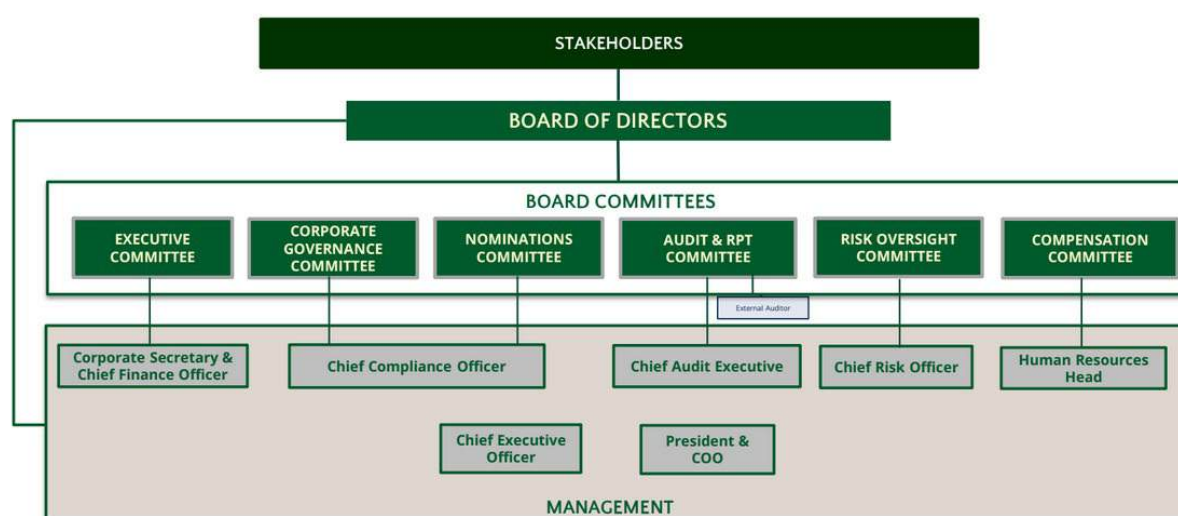 STAKEHOLDERS
BOARD OF DIRECTORS
BOARD COMMITTEES
EXECUTIVE
COMMITTEE
CORPORATE
GOVERNANCE
COMMITTEE
NOMINATIONS
COMMITTEE
AUDIT & RPT
COMMITTEE
RISK OVERSIGHT
COMMITTEE
COMPENSATION
COMMITTEE
External Auditor
Corporate Secretary &
Chief Finance Officer
Chief Compliance Officer
Chief Audit Executive
Chief Risk Officer
Human Resources
Head
Chief Executive
Officer
President &
COO
MANAGEMENT